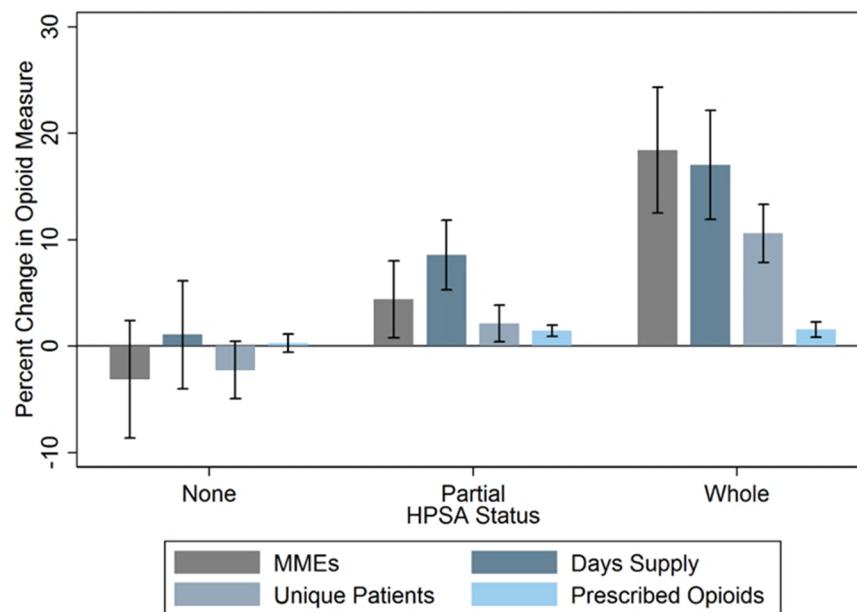 Percent Change in Opioid Measure
30
20
10
0
-10
None Partial Whole
HPSA Status
MMEs Days Supply
Unique Patients Prescribed Opioids